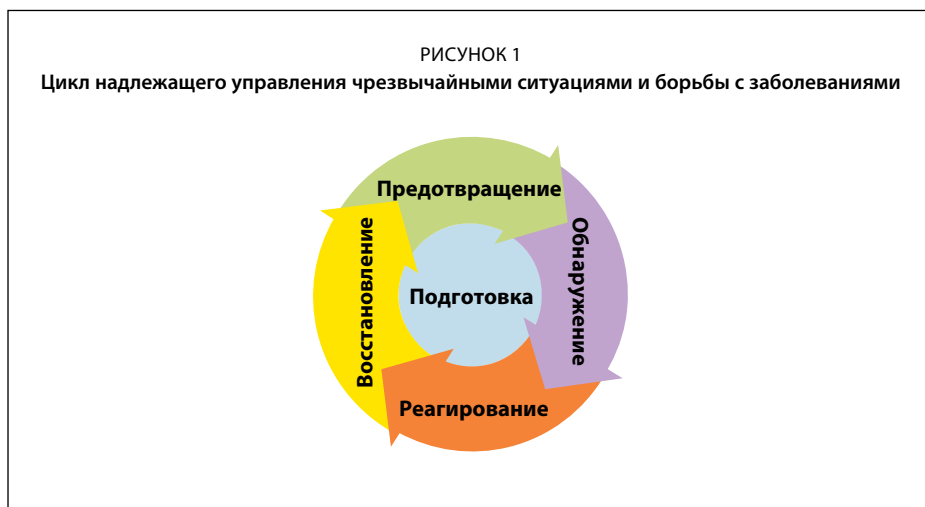 РИСУНОК 1
Цикл надлежащего управления чрезвычайными ситуациями и борьбы с заболеваниями
Предотвращение
Обнаружение
Подготовка
Восстановление
Реагирование